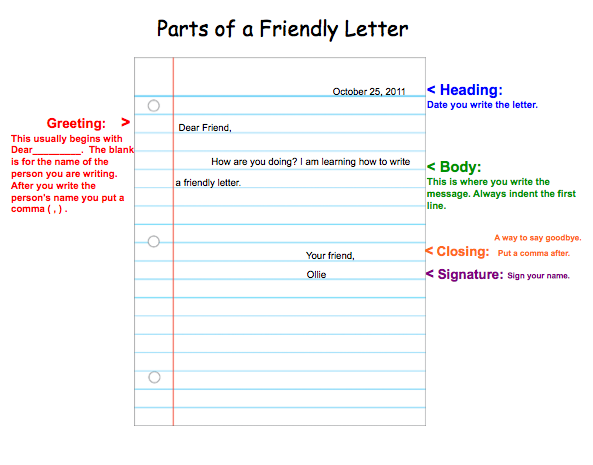 Parts of a Friendly Letter
October 25, 2011
< Heading:
Date you write the letter.
Greeting: >
This usually begins with
Dear_________. The blank
is for the name of the
person you are writing.
After you write the
person's name you put a
comma ( , ) .
Dear Friend,
How are you doing? I am learning how to write
a friendly letter.
< Body:
This is where you write the
message. Always indent the first
line.
Your friend,
A way to say goodbye.
< Closing: Put a comma after.
Ollie
< Signature: Sign your name.